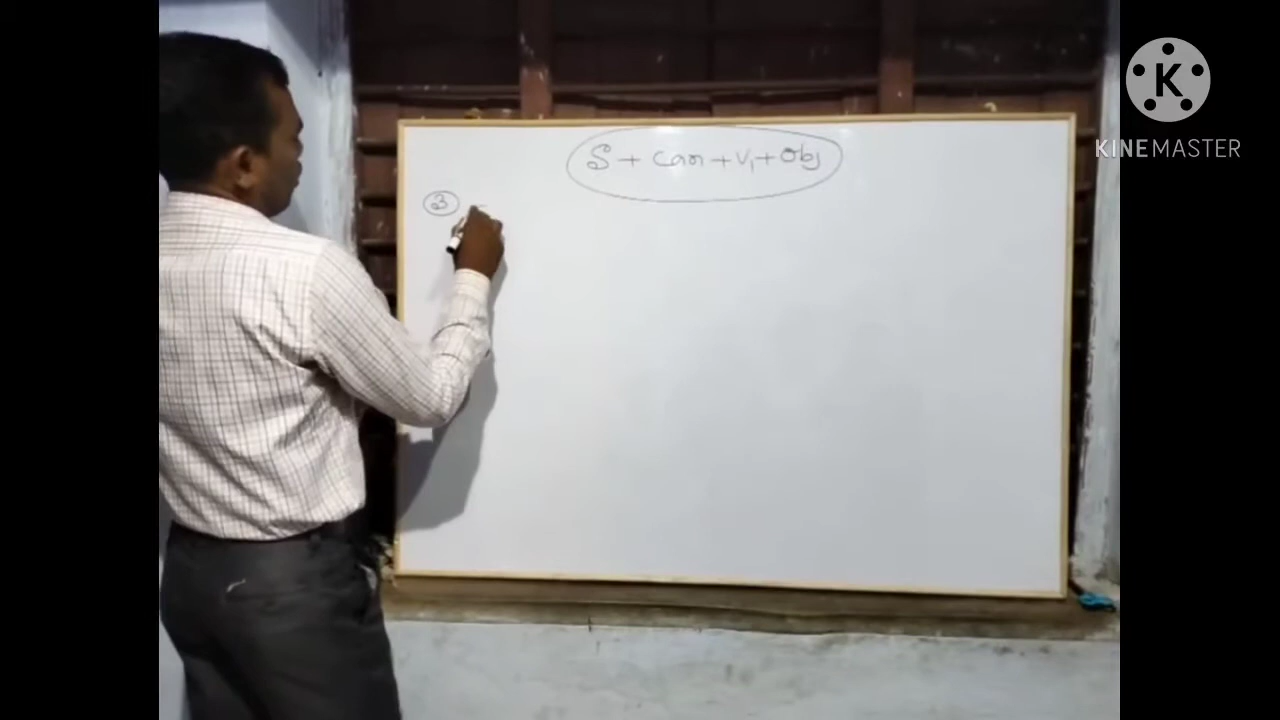 S + can + V₁ + Obj
3
K
KINEMASTER